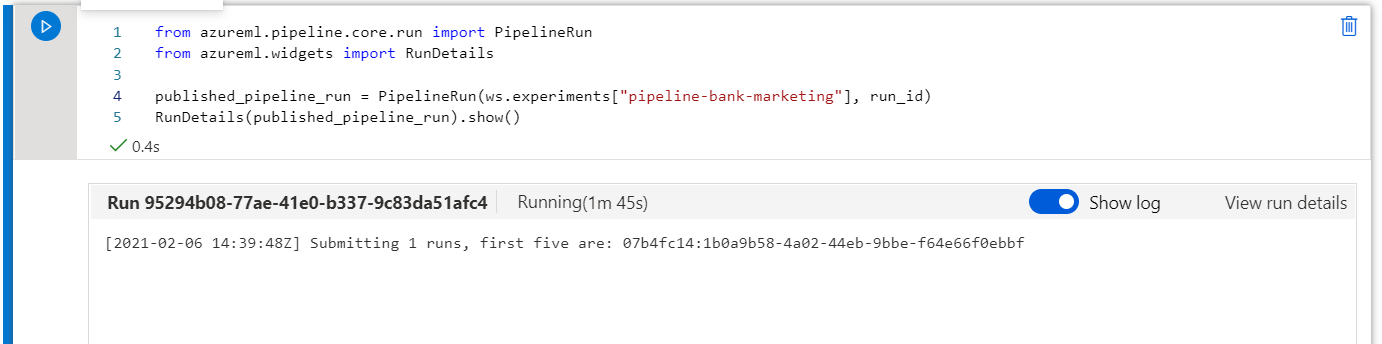 1 from azureml.pipeline.core.run import PipelineRun
2 from azureml.widgets import RunDetails
3
4 published_pipeline_run = PipelineRun(ws.experiments["pipeline-bank-marketing"], run_id)
5 RunDetails(published_pipeline_run).show()
0.4s
Run 95294b08-77ae-41e0-b337-9c83da51afc4 Running(1m 45s) Show log View run details
[2021-02-06 14:39:48Z] Submitting 1 runs, first five are: 07b4fc14:1b0a9b58-4a02-44eb-9bbe-f64e66f0ebbf